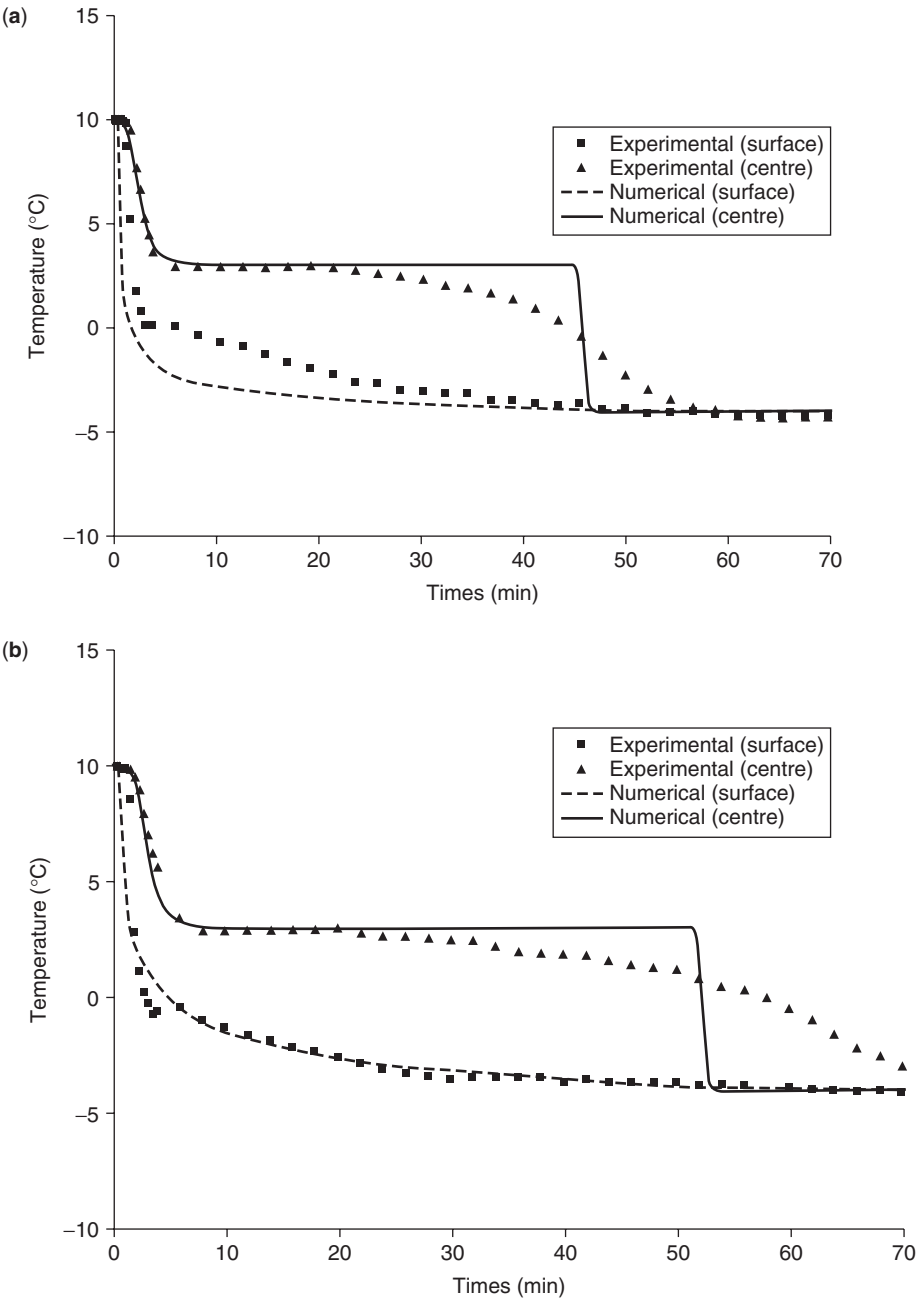 (a)
15
10
5
0
−5
−10
Temperature (°C)
Experimental (surface)
Experimental (centre)
Numerical (surface)
Numerical (centre)
0 10 20 30 40 50 60 70
Times (min)
(b)
15
10
5
0
−5
−10
Temperature (°C)
Experimental (surface)
Experimental (centre)
Numerical (surface)
Numerical (centre)
0 10 20 30 40 50 60 70
Times (min)